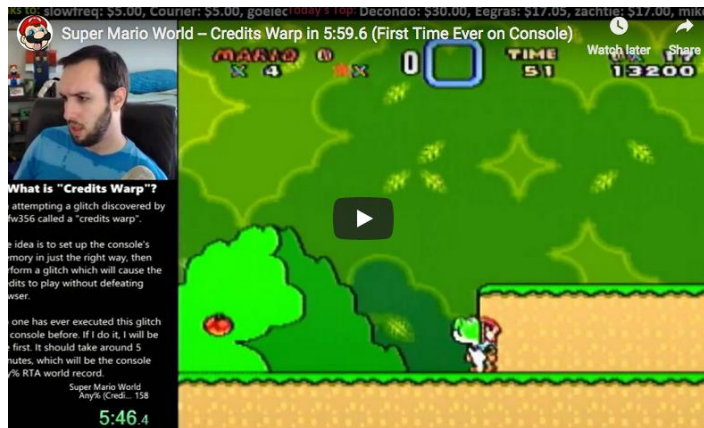 ks to: slowfreq: $5.00, Courier: $5.00, goeiec Today's Top: Decondo: $30.00, Eegras: $17.05, zachtie: $17.00, mik
Super Mario World – Credits Warp in 5:59.6 (First Time Ever on Console)
Watch later
Share
MARIO
TIME
x 4
x
0
51
13200
What is "Credits Warp"?
attempting a glitch discovered by
fw356 called a "credits warp".
e idea is to set up the console's
mory in just the right way, then
rform a glitch which will cause the
dits to play without defeating
wser.
one has ever executed this glitch
console before. If I do it, I will be
first. It should take around 5
nutes, which will be the console
y% RTA world record.
Super Mario World
Any% (Credi... 158
5:46.4